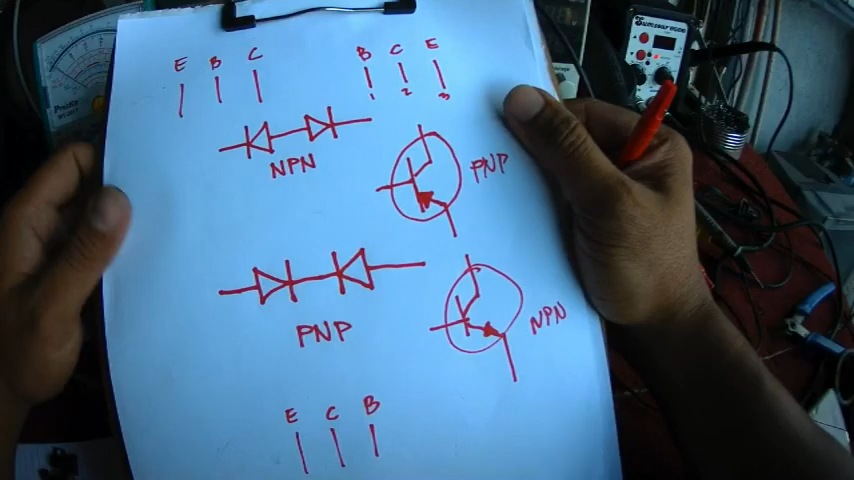 E B C
B C E
1 2 3
NPN
PNP
PNP
NPN
E C B